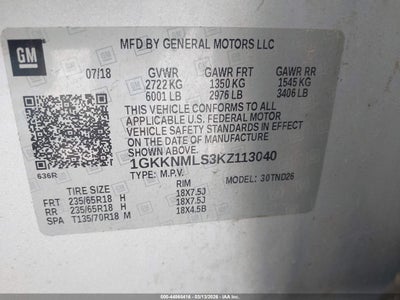 GM
MFD BY GENERAL MOTORS LLC
07/18 GVWR GAWR FRT GAWR RR
2722 KG 1350 KG 1545 KG
6001 LB 2976 LB 3406 LB
THIS VEHICLE CONFORMS TO ALL
APPLICABLE U.S. FEDERAL MOTOR
VEHICLE SAFETY AND THEFT
PREVENTION STANDARDS IN EFFECT
ON THE DATE OF MANUFACTURE
SHOWN ABOVE.
1GKKNMLS3KZ113040
636R
TYPE: M.P.V. MODEL: 30TND26
TIRE SIZE RIM
FRT 235/65R18 H 18X7.5J
RR 235/65R18 H 18X7.5J
SPA T135/70R18 M 18X4.5B